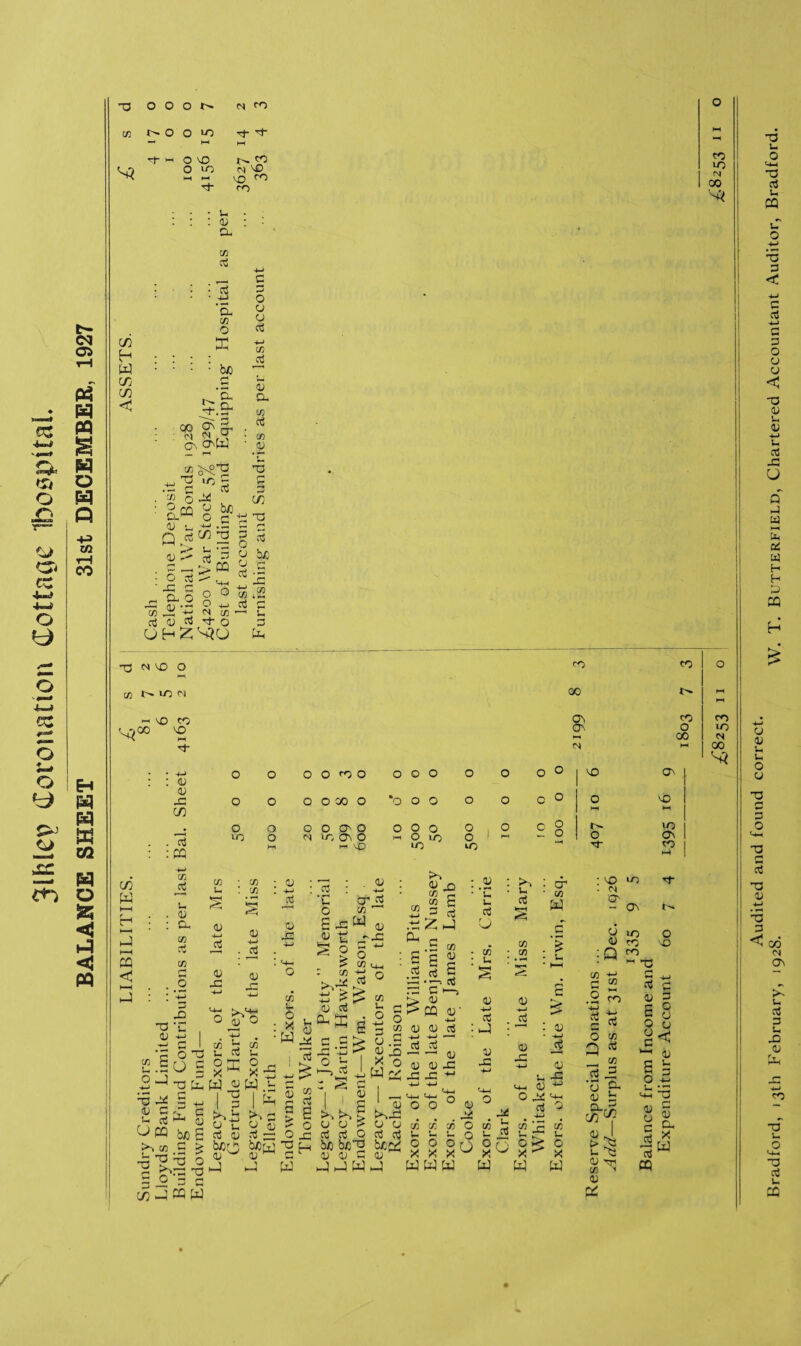 Ilkley Coronation Cottage Hospital.
BALANCE SHEET 31st DECEMBER, 1927
LIABILITIES.
£ s d
Sundry Creditors ... 81 7 2
Lloyds Bank Limited ... 6 5 6
Building Fund Contributions as per last Bal. Sheet 4163 2 10
Endowment Fund—
Legacy—Exors. of the late Mrs
Gertrude Hartley 50 0 0
Legacy—Exors. of the late Miss
Ellen Firth ... 100 0 0
Endowment—Exors. of the late
Thomas Walker 20 0 0
Legacy—"John Petty" Memorial 50 0 0
Legacy—Martin Hawksworth ... 199 8 3
Endowment—Wm. Watson, Esq. 600 0 0
Legacy—Executors of the late
Rachel Robinson ... 10 0 0
Exors. of the late William Pitts ... 500 0 0
Exors. of the late Benjamin Nussey 50 0 0
Exors. of the late James Lamb
Cooke ... 500 0 0
Exors. of the Late Mrs. Carrie
Clark ... 10 0 0
Exors. of the late Miss Mary
Whitaker ... 10 0 0
Exors. of the late Wm. Irwin, Esq. 100 0 0
2199 8 3
Reserve—Special Donations ... 407 10 6
Add—Surplus as at 31st Dec. 1926
1335 9 5
Balance from Income and
Expenditure Account 60 7 4
1395 16 9
1803 7 3
£8253 11 0
ASSETS.
£ s d
Cash ... 4 17 0
Telephone Deposit ... 1 0 0
National War Bonds 1928 ... 100 0 0
£4200 War Stock 5% 1929/47 ... 4156 15 7
Cost of Building and Equipping Hospital as per
last account ... 3627 14 2
Furnishing and Sundries as per last account 363 4 3
£8253 11 0
Audited and found correct. W. T. BUTTERFIELD, Chartered Accountant Auditor, Bradford.
Bradford, 13th February, 1928.